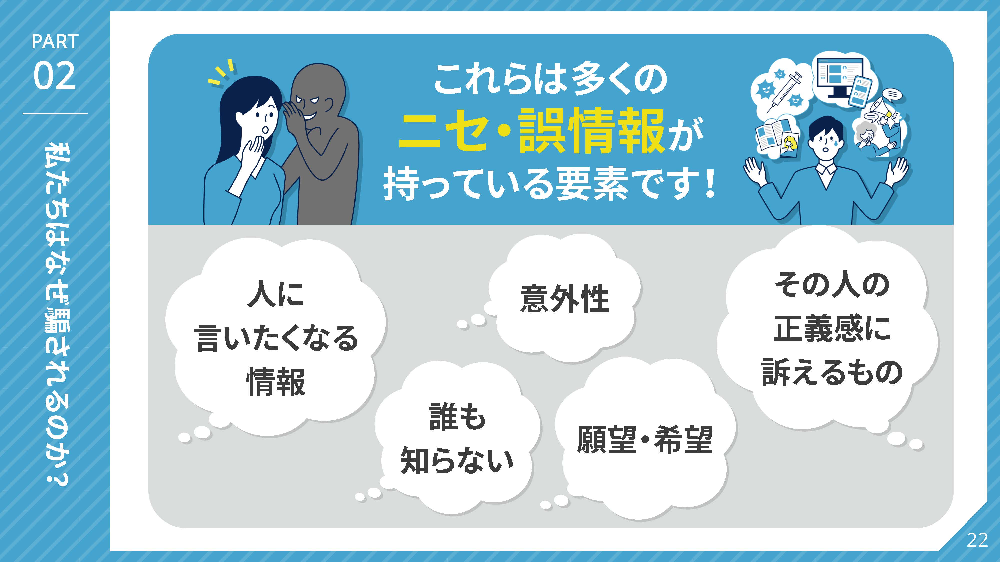 PART
02
私たちはなぜ騙されるのか？
これらは多くの
ニセ・誤情報が
持っている要素です！
人に
言いたくなる
情報
意外性
その人の
正義感に
訴えるもの
誰も
知らない
願望・希望
22